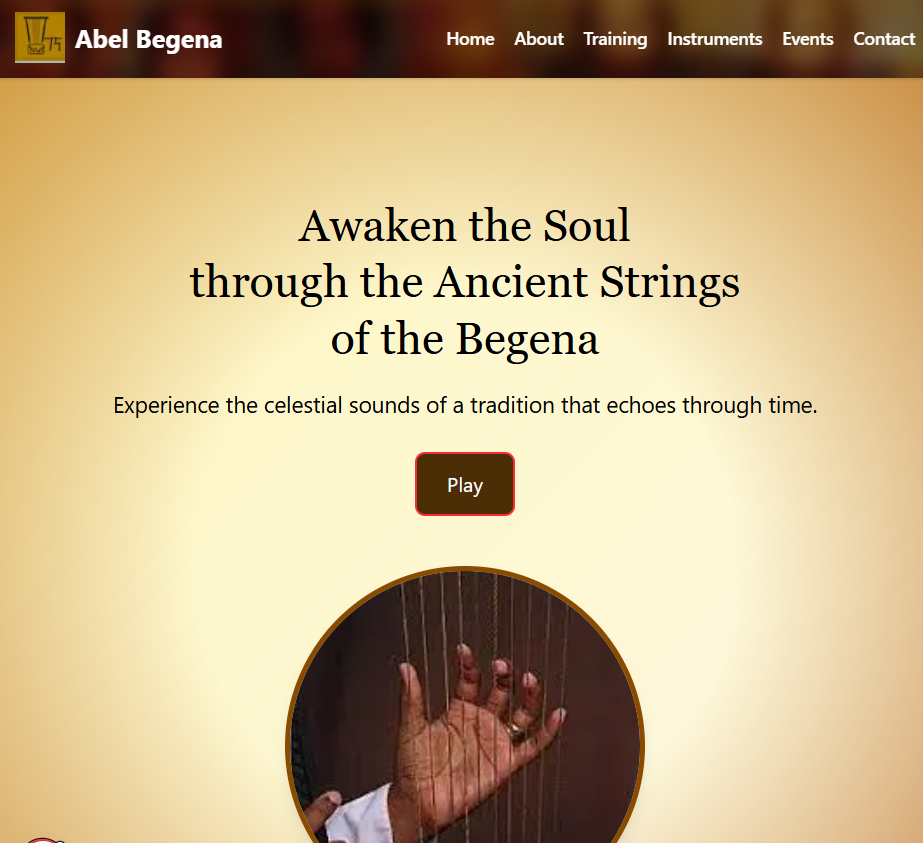 Abel Begena
Home About Training Instruments Events Contact
Awaken the Soul
through the Ancient Strings
of the Begena
Experience the celestial sounds of a tradition that echoes through time.
Play